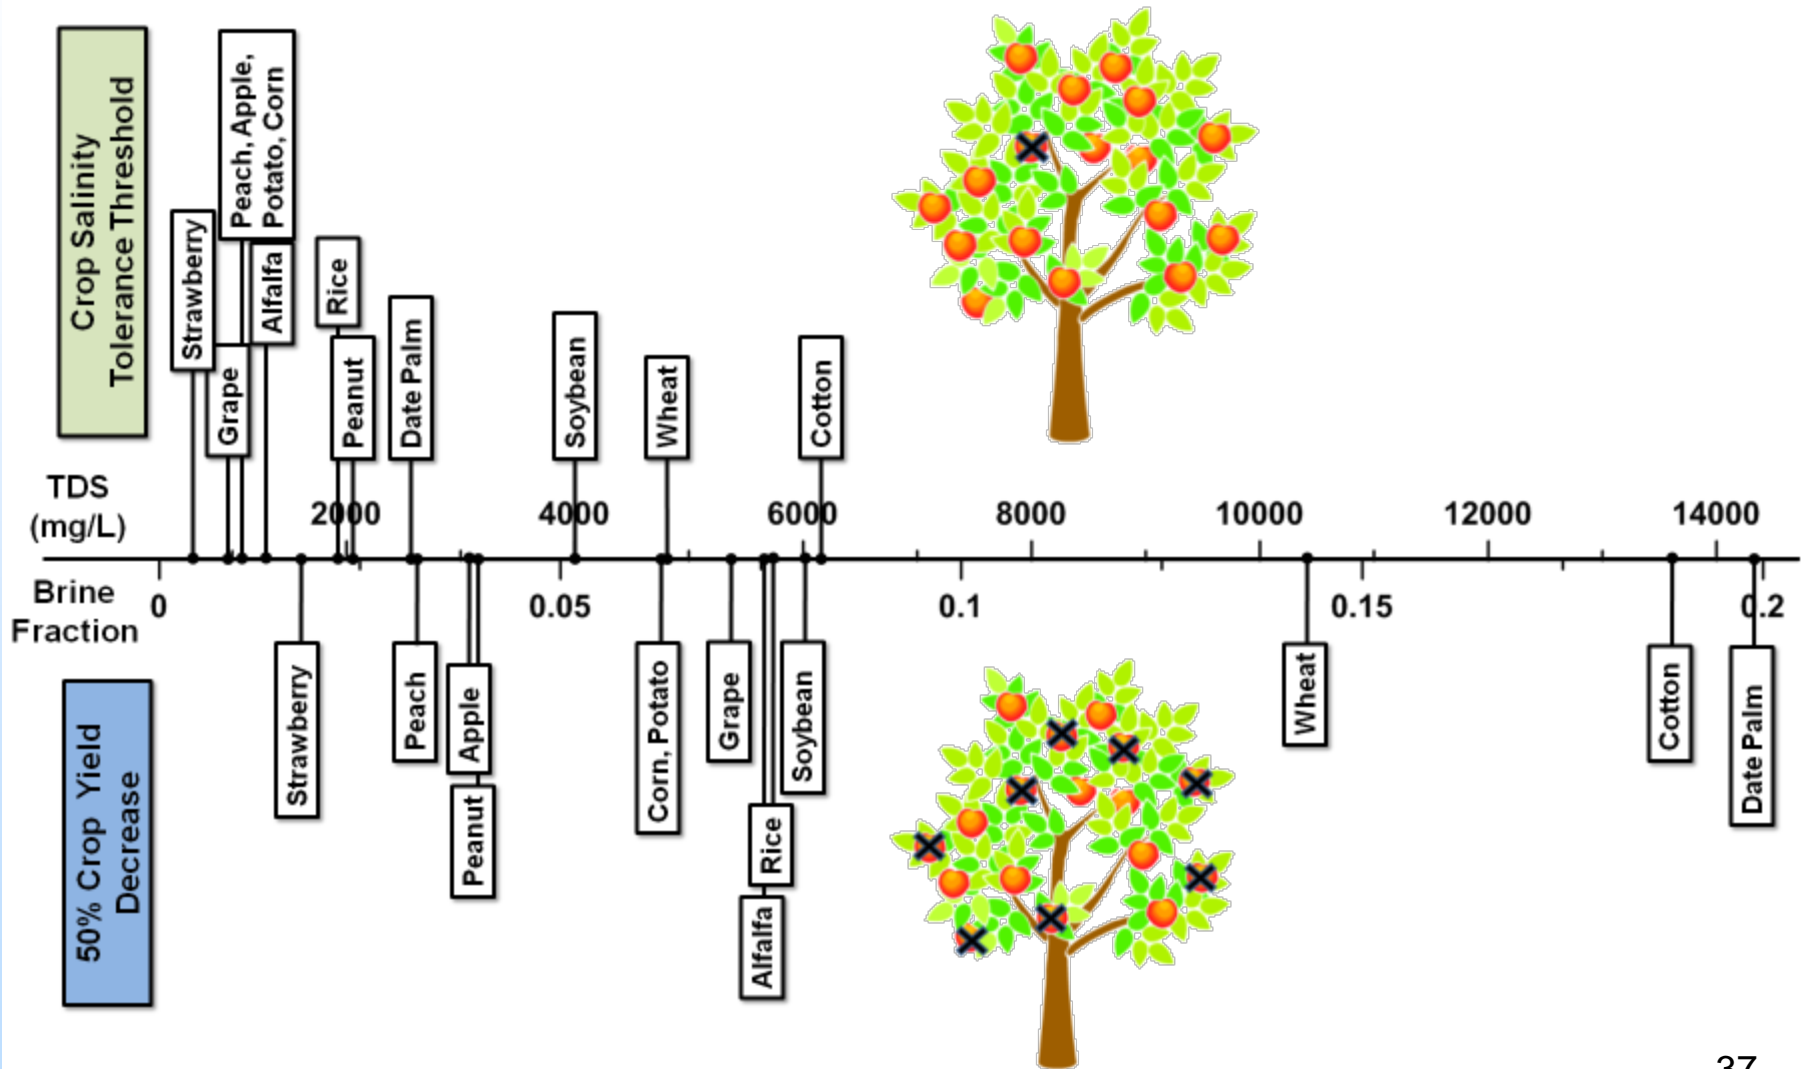 Crop Salinity
Tolerance Threshold
Strawberry
Peach, Apple,
Potato, Corn
Grape
Alfalfa
Rice
Peanut
Date Palm
Soybean
Wheat
Cotton
TDS
(mg/L)
2000
4000
6000
8000
10000
12000
14000
Brine
Fraction
0
0.05
0.1
0.15
0.2
50% Crop Yield
Decrease
Strawberry
Peach
Apple
Peanut
Corn, Potato
Grape
Alfalfa
Rice
Soybean
Wheat
Cotton
Date Palm
37